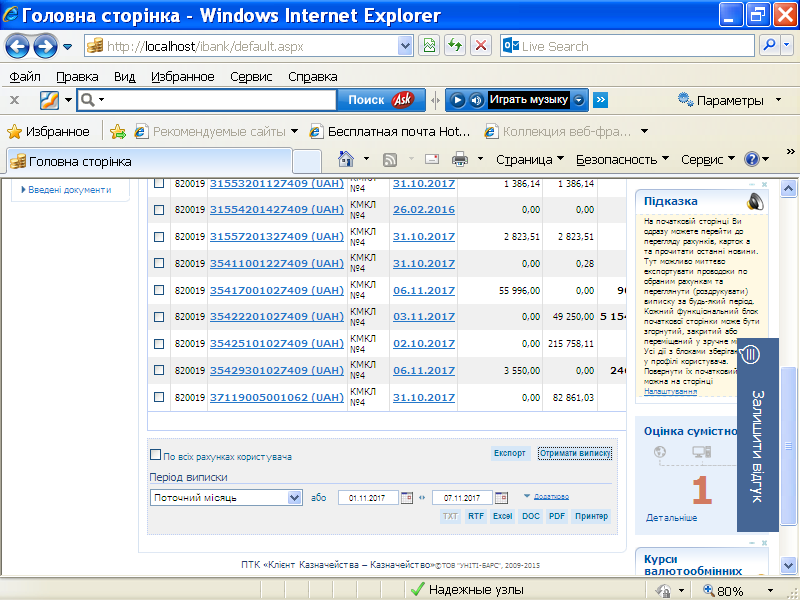 Головна сторінка - Windows Internet Explorer
http://localhost/ibank/default.aspx
Live Search
Файл Правка Вид Избранное Сервис Справка
Поиск Ask Играть музыку Параметры
Избранное Рекомендуемые сайты Бесплатная почта Hot... Коллекция веб-фра...
Головна сторінка
Страница Безопасность Сервис
Введені документи
820019 31553201127409 (UAH) КМКЛ №4 31.10.2017 1 386,14 1 386,14
820019 31554201427409 (UAH) КМКЛ №4 26.02.2016 0,00 0,00
820019 31557201327409 (UAH) КМКЛ №4 31.10.2017 2 823,51 2 823,51
820019 35411001227409 (UAH) КМКЛ №4 31.10.2017 0,00 0,28
820019 35417001027409 (UAH) КМКЛ №4 06.11.2017 55 996,00 0,00
820019 35422201027409 (UAH) КМКЛ №4 03.11.2017 0,00 49 250,00 5 154
820019 35425101027409 (UAH) КМКЛ №4 02.10.2017 0,00 215 758,11
820019 35429301027409 (UAH) КМКЛ №4 06.11.2017 3 550,00 0,00
820019 37119005001062 (UAH) КМКЛ №4 31.10.2017 0,00 82 861,03
По всіх рахунках користувача
Експорт Отримати виписку
Період виписки
Поточний місяць або 01.11.2017 07.11.2017 Додатково
TXT RTF Excel DOC PDF Принтер
ПТК «Клієнт Казначейства – Казначейство»©ТОВ "УНІТІ-БАРС", 2009-2015
Підказка
На початковій сторінці Ви
одразу можете перейти до
перегляду рахунків, карток а
та прочитати останні новини.
Тут можливо миттєво
експортувати проводки по
обраним рахункам та
переглянути (роздрукувати)
виписку за будь-який період.
Кожний функціональний блок
початкової сторінки може бути
згорнутий, закритий або
переміщений у зручне м
Усі дії з блоками зберіга
у профілі користувача.
Повернути їх початковий
можна на сторінці
Налаштування
Залишити відгук
Оцінка сумістно
1
Детальніше
Курси
валютообмінних
Надежные узлы
80%